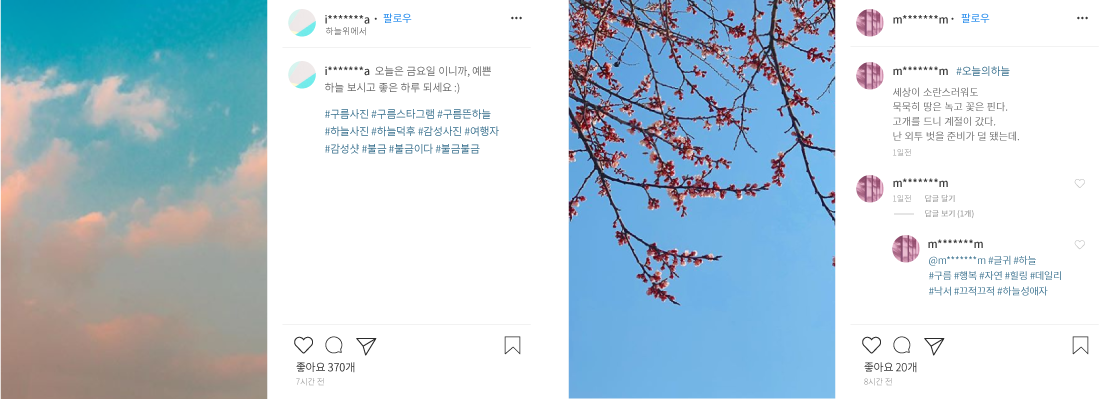 i*******a • 팔로우
하늘위에서
i*******a 오늘은 금요일 이니까, 예쁜
하늘 보시고 좋은 하루 되세요 :)
#구름사진 #구름스타그램 #구름뜬하늘
#하늘사진 #하늘덕후 #감성사진 #여행자
#감성샷 #불금 #불금이다 #불금불금
좋아요 370개
7시간 전
m*******m • 팔로우
m*******m #오늘의하늘
세상이 소란스러워도
묵묵히 땅은 녹고 꽃은 핀다.
고개를 드니 계절이 갔다.
난 외투 벗을 준비가 덜 됐는데.
1일전
m*******m
1일전 답글 달기
답글 보기 (1개)
m*******m
@m*******m #글귀 #하늘
#구름 #행복 #자연 #힐링 #데일리
#낙서 #끄적끄적 #하늘성애자
좋아요 20개
8시간 전